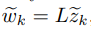 w̃ₖ = Lz̃ₖ.